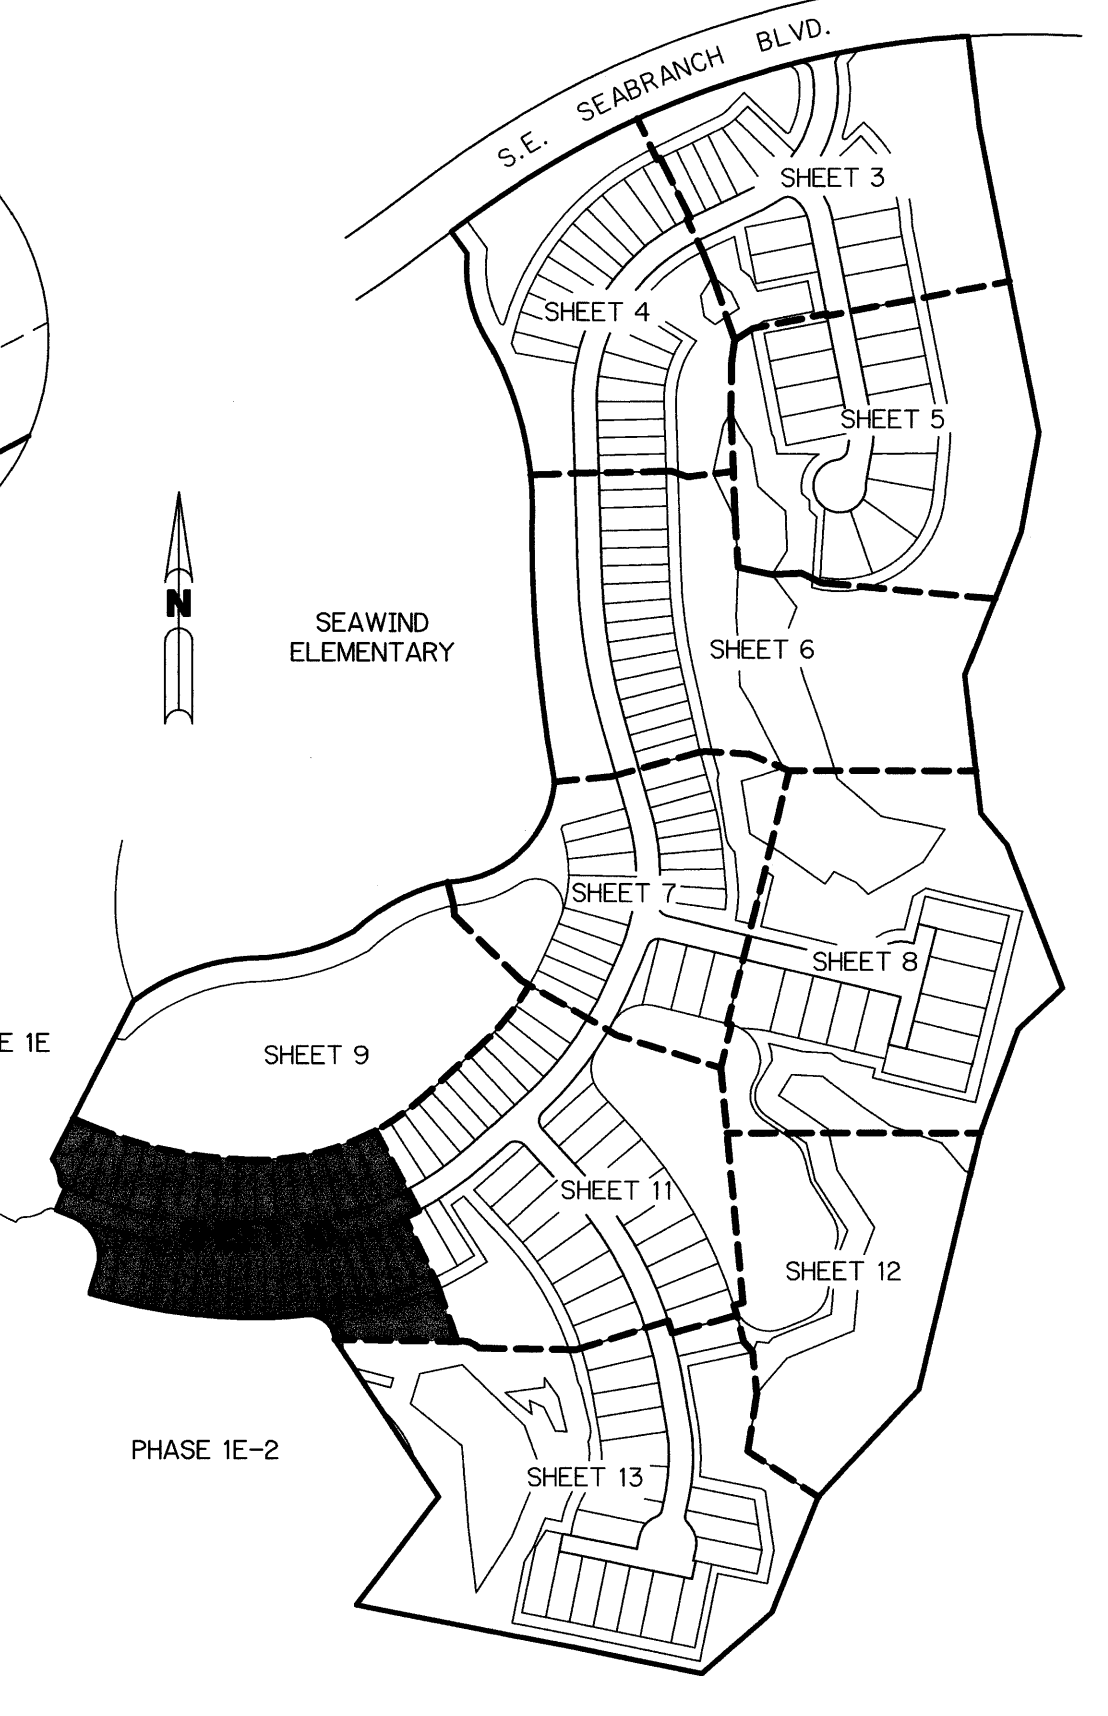 S.E. SEABRANCH BLVD.
SHEET 3
SHEET 4
SHEET 5
N
SEAWIND
ELEMENTARY
SHEET 6
SHEET 7
SHEET 8
E 1E
SHEET 9
SHEET 11
SHEET 12
PHASE 1E-2
SHEET 13